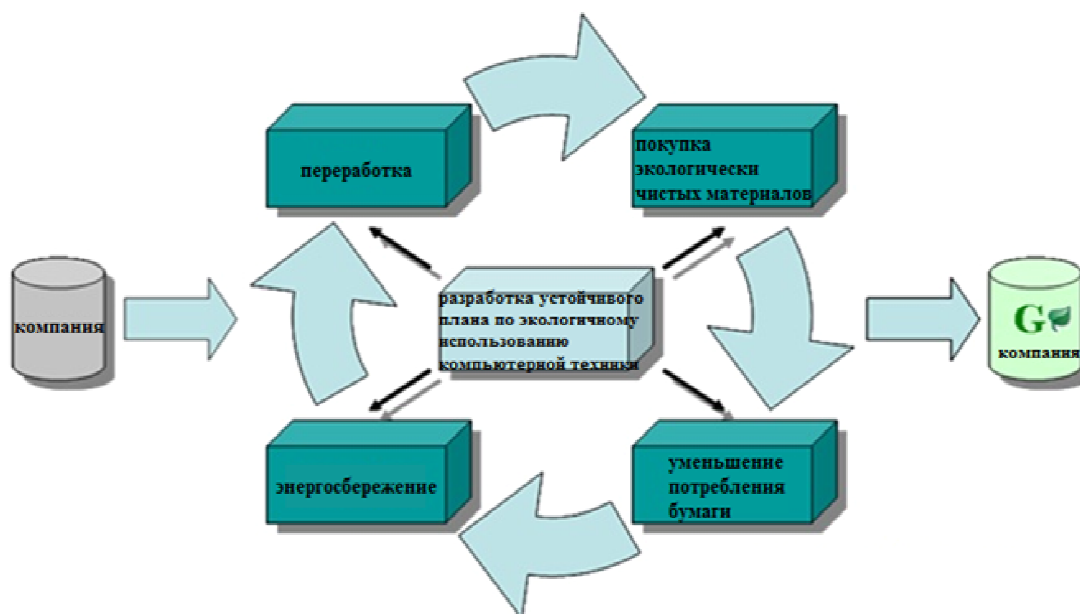 переработка
покупка
экологически
чистых материалов
компания
разработка устойчивого
плана по экологичному
использованию
компьютерной техники
G
компания
энергосбережение
уменьшение
потребления
бумаги